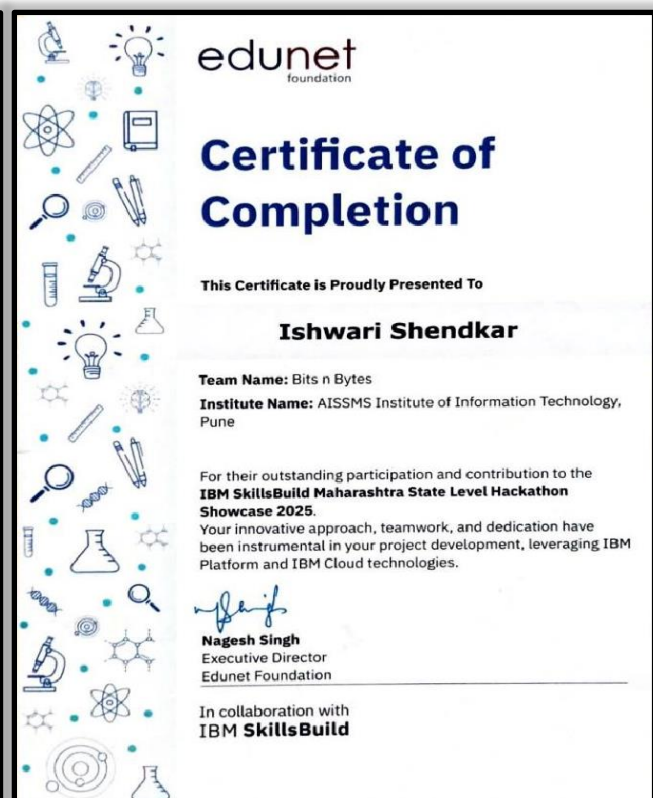 edunet
foundation
Certificate of
Completion
This Certificate is Proudly Presented To
Ishwari Shendkar
Team Name: Bits n Bytes
Institute Name: AISSMS Institute of Information Technology,
Pune
For their outstanding participation and contribution to the
IBM SkillsBuild Maharashtra State Level Hackathon
Showcase 2025.
Your innovative approach, teamwork, and dedication have
been instrumental in your project development, leveraging IBM
Platform and IBM Cloud technologies.
Nagesh Singh
Executive Director
Edunet Foundation
In collaboration with
IBM SkillsBuild